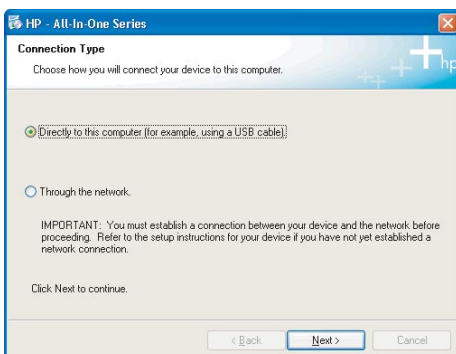 HP - All-In-One Series
Connection Type
Choose how you will connect your device to this computer.
hp
Directly to this computer (for example, using a USB cable).
Through the network.
IMPORTANT: You must establish a connection between your device and the network before
proceeding. Refer to the setup instructions for your device if you have not yet established a
network connection.
Click Next to continue.
< Back
Next >
Cancel